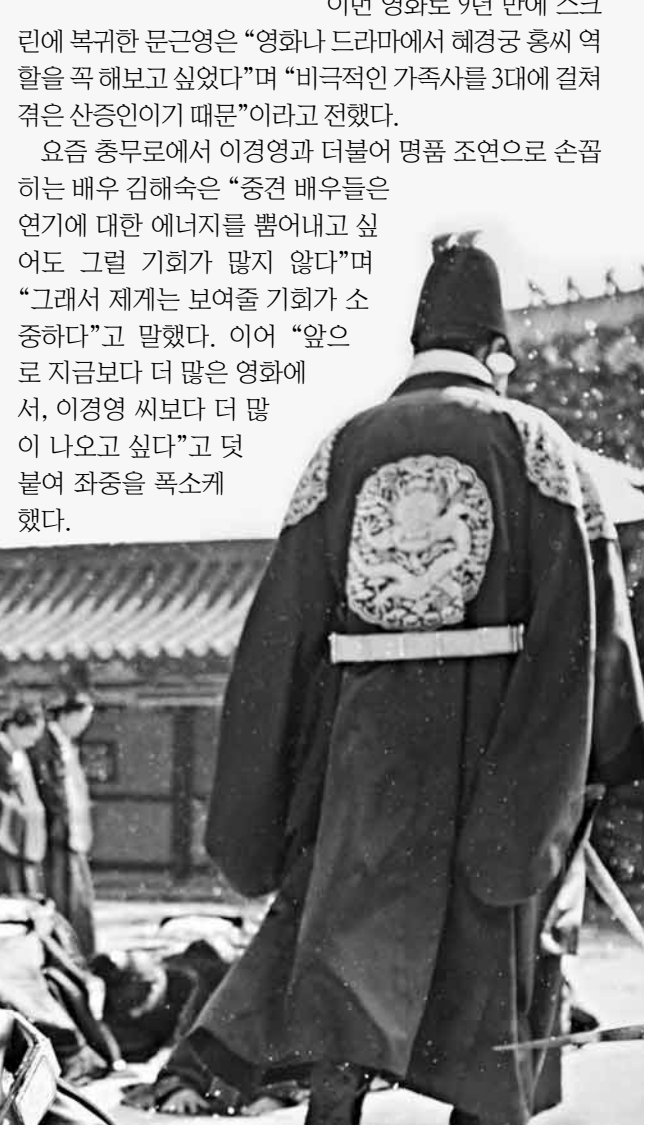 이번 영화로 9년 만에 스크
린에 복귀한 문근영은 “영화나 드라마에서 혜경궁 홍씨 역
할을 꼭 해보고 싶었다”며 “비극적인 가족사를 3대에 걸쳐
겪은 산증인이기 때문”이라고 전했다.
요즘 충무로에서 이경영과 더불어 명품 조연으로 손꼽
히는 배우 김해숙은 “중견 배우들은
연기에 대한 에너지를 뿜어내고 싶
어도 그럴 기회가 많지 않다”며
“그래서 제게는 보여줄 기회가 소
중하다”고 말했다. 이어 “앞으
로 지금보다 더 많은 영화에
서, 이경영 씨보다 더 많
이 나오고 싶다”고 덧
붙여 좌중을 폭소케
했다.